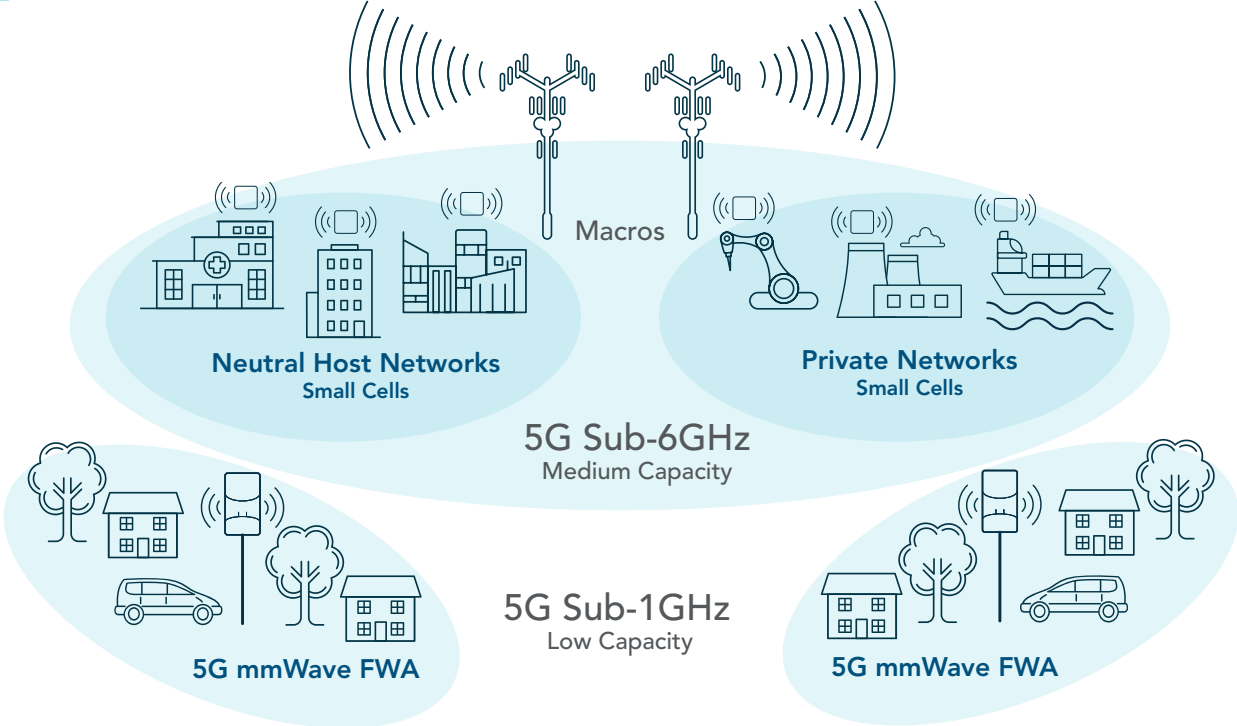 Macros
Neutral Host Networks
Small Cells
Private Networks
Small Cells
5G Sub-6GHz
Medium Capacity
5G Sub-1GHz
Low Capacity
5G mmWave FWA
5G mmWave FWA